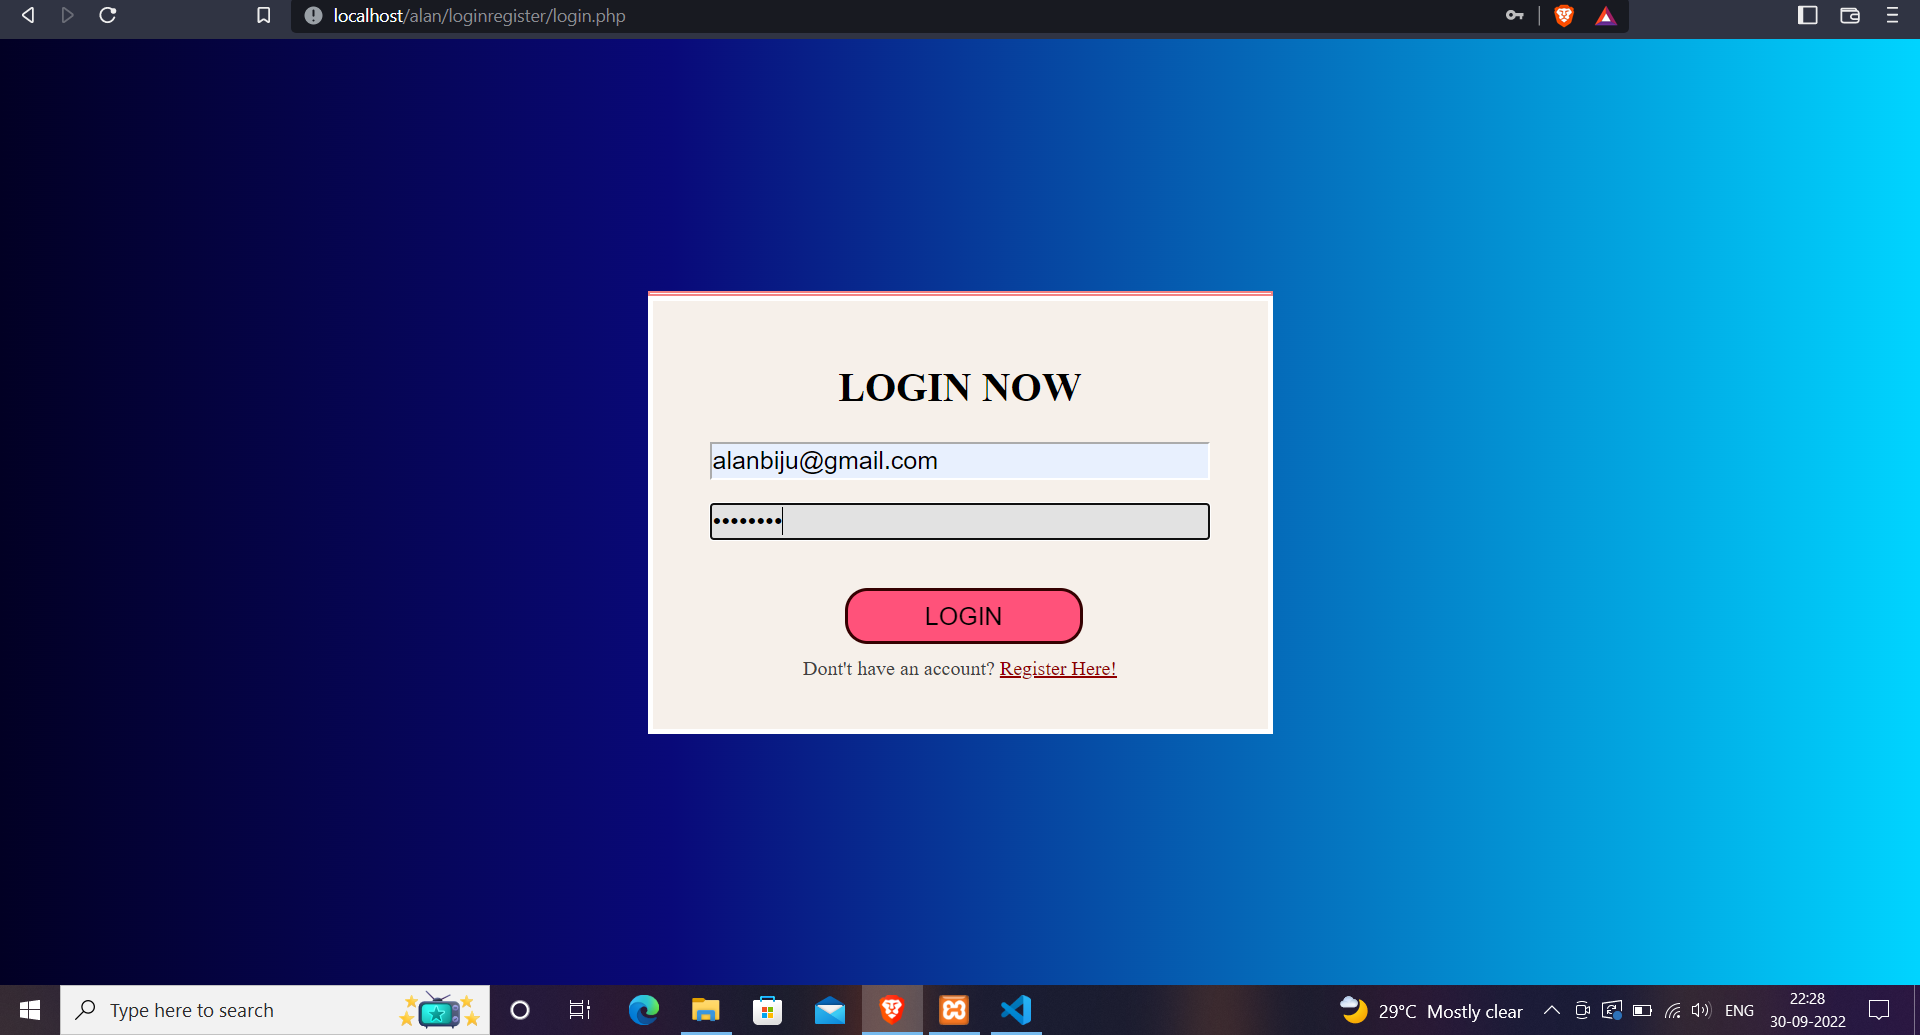 localhost/alan/loginregister/login.php
LOGIN NOW
alanbiju@gmail.com
••••••••
LOGIN
Dont't have an account? Register Here!
Type here to search
29°C Mostly clear
ENG
22:28
30-09-2022